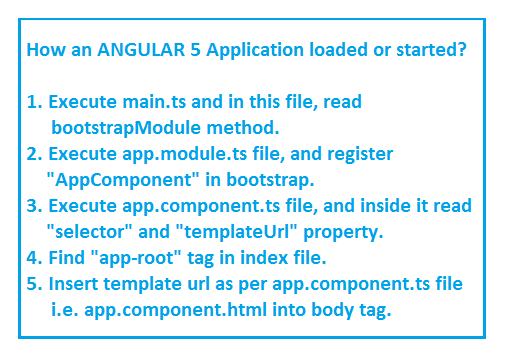 How an ANGULAR 5 Application loaded or started?
1. Execute main.ts and in this file, read
bootstrapModule method.
2. Execute app.module.ts file, and register
"AppComponent" in bootstrap.
3. Execute app.component.ts file, and inside it read
"selector" and "templateUrl" property.
4. Find "app-root" tag in index file.
5. Insert template url as per app.component.ts file
i.e. app.component.html into body tag.